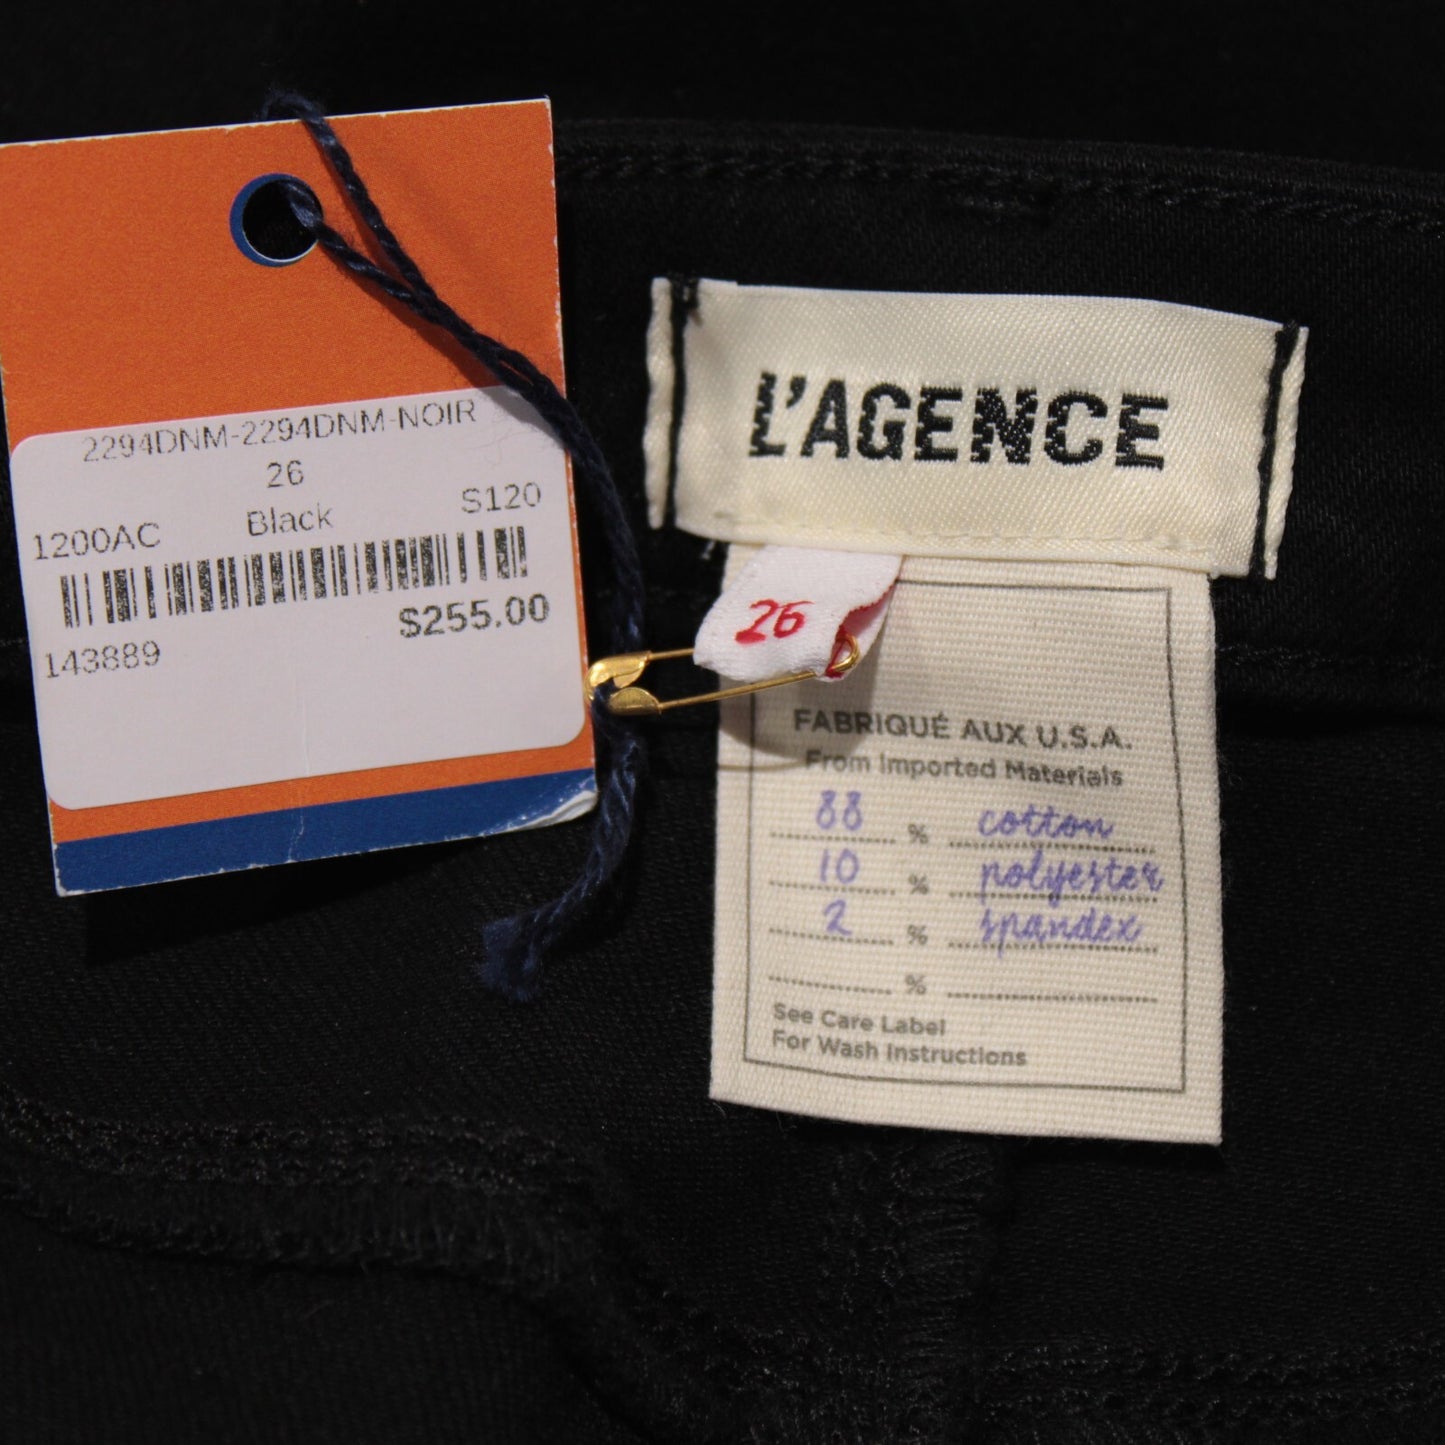 2294DNM-2294DNM-NOIR
26
1200AC Black S120
$255.00
143889
L'AGENCE
26
FABRIQUÉ AUX U.S.A.
From Imported Materials
88 % cotton
10 % polyester
2 % spandex
%
See Care Label
For Wash Instructions